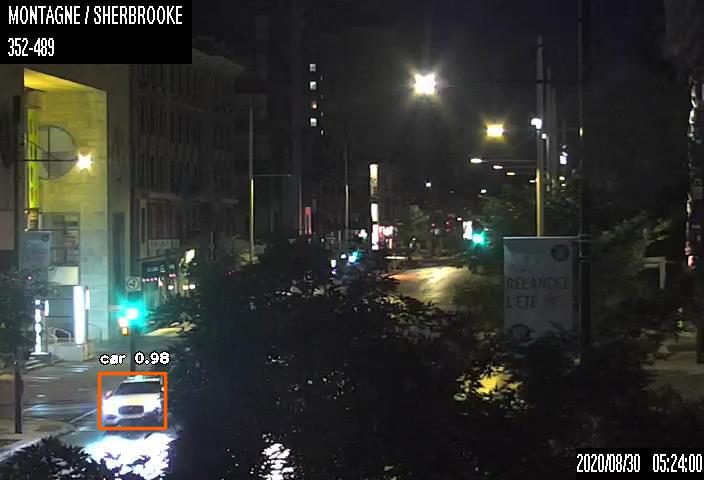 MONTAGNE / SHERBROOKE
352-489
RELANCEZ
L'ÉTÉ
car 0.98
2020/08/30 05:24:00